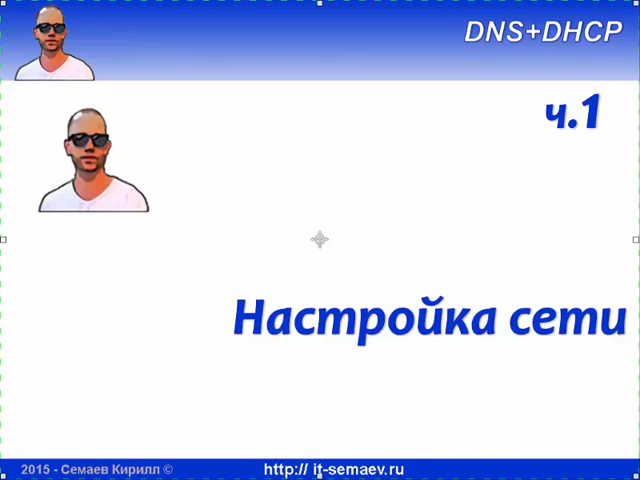 DNS+DHCP
ч.1
Настройка сети
2015 - Семаев Кирилл ©
http:// it-semaev.ru